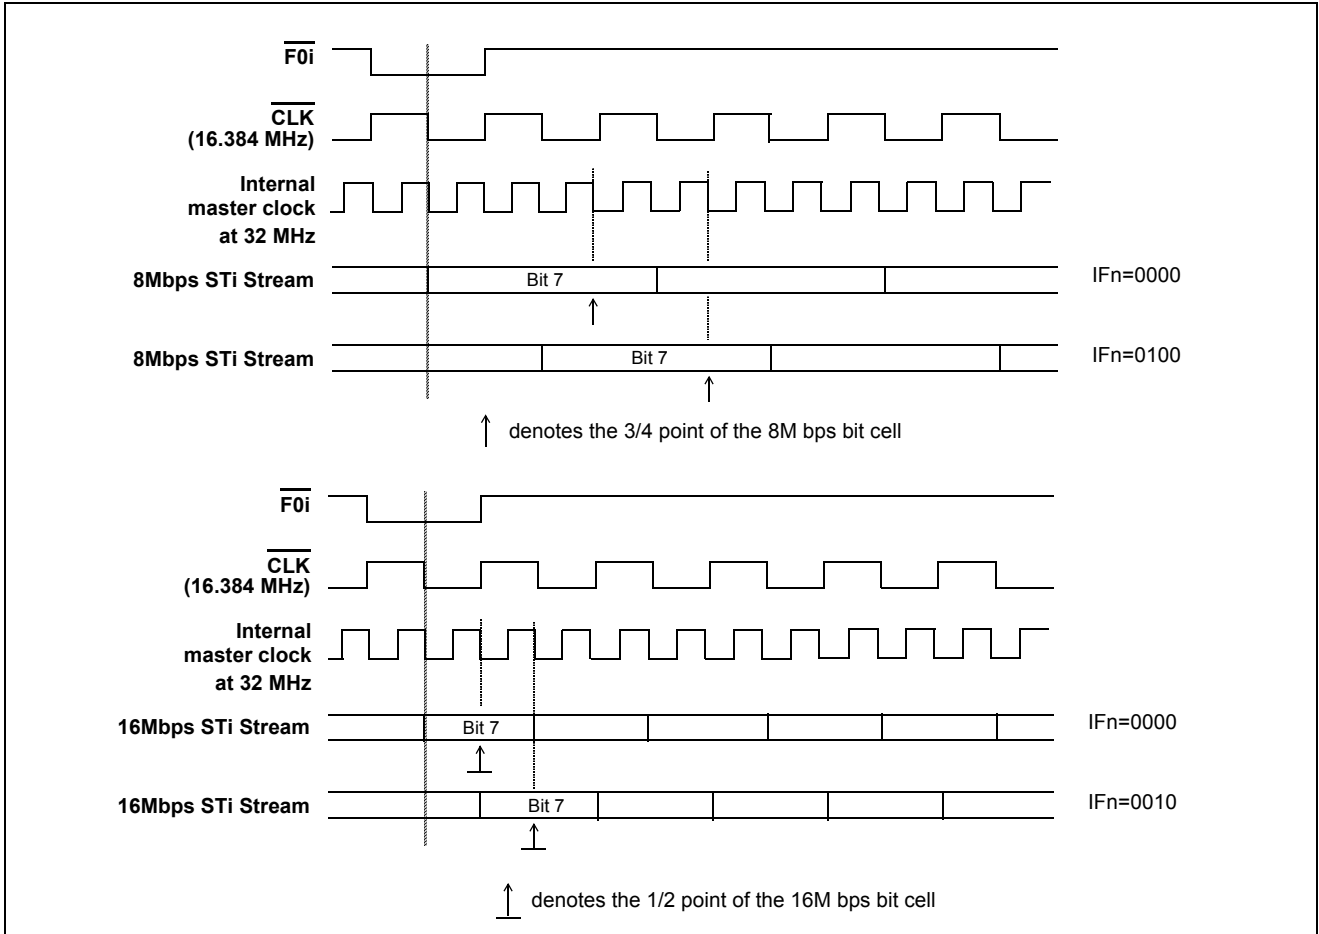 F0i
CLK
(16.384 MHz)
Internal
master clock
at 32 MHz
8Mbps STi Stream
Bit 7
IFn=0000
8Mbps STi Stream
Bit 7
IFn=0100
denotes the 3/4 point of the 8M bps bit cell
F0i
CLK
(16.384 MHz)
Internal
master clock
at 32 MHz
16Mbps STi Stream
Bit 7
IFn=0000
16Mbps STi Stream
Bit 7
IFn=0010
denotes the 1/2 point of the 16M bps bit cell